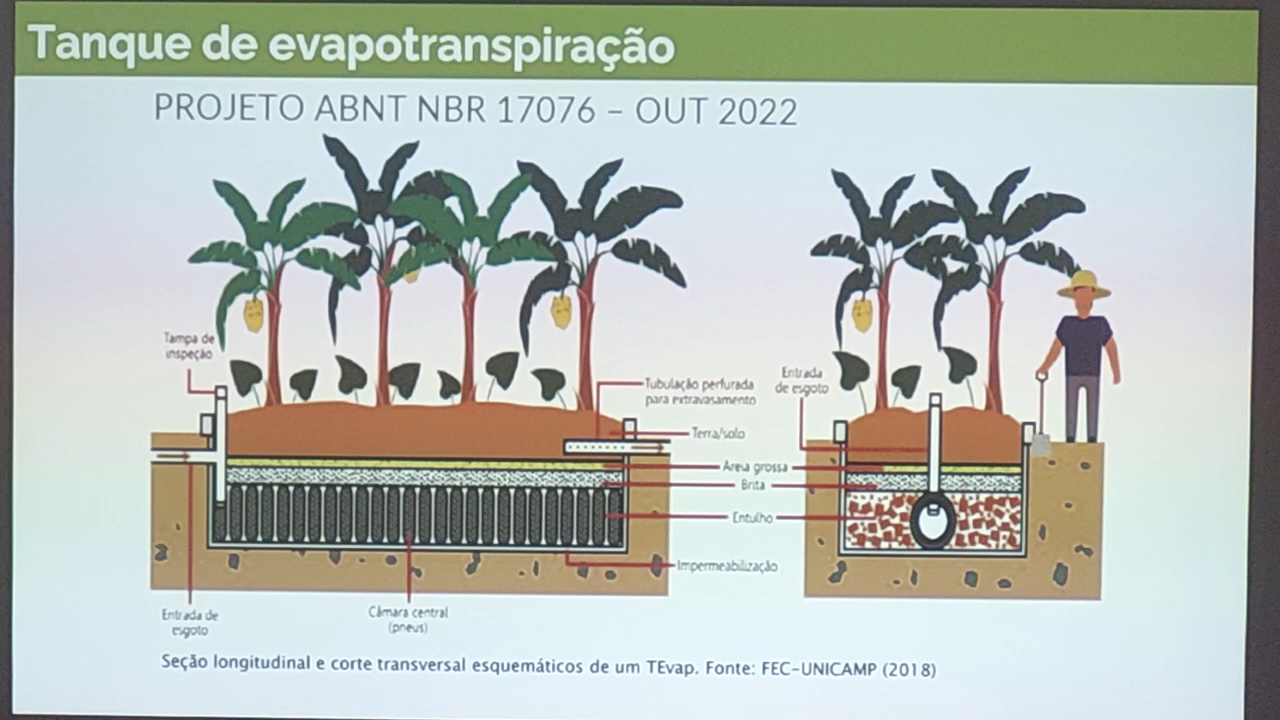 Tanque de evapotranspiração
PROJETO ABNT NBR 17076 – OUT 2022
Tampa de
inspeção
Tubulação perfurada
para extravasamento
Terra/solo
Entrada
de esgoto
Areia grossa
Brita
Entulho
Impermeabilização
Entrada de
esgoto
Câmara central
(pneus)
Seção longitudinal e corte transversal esquemáticos de um TEvap. Fonte: FEC-UNICAMP (2018)